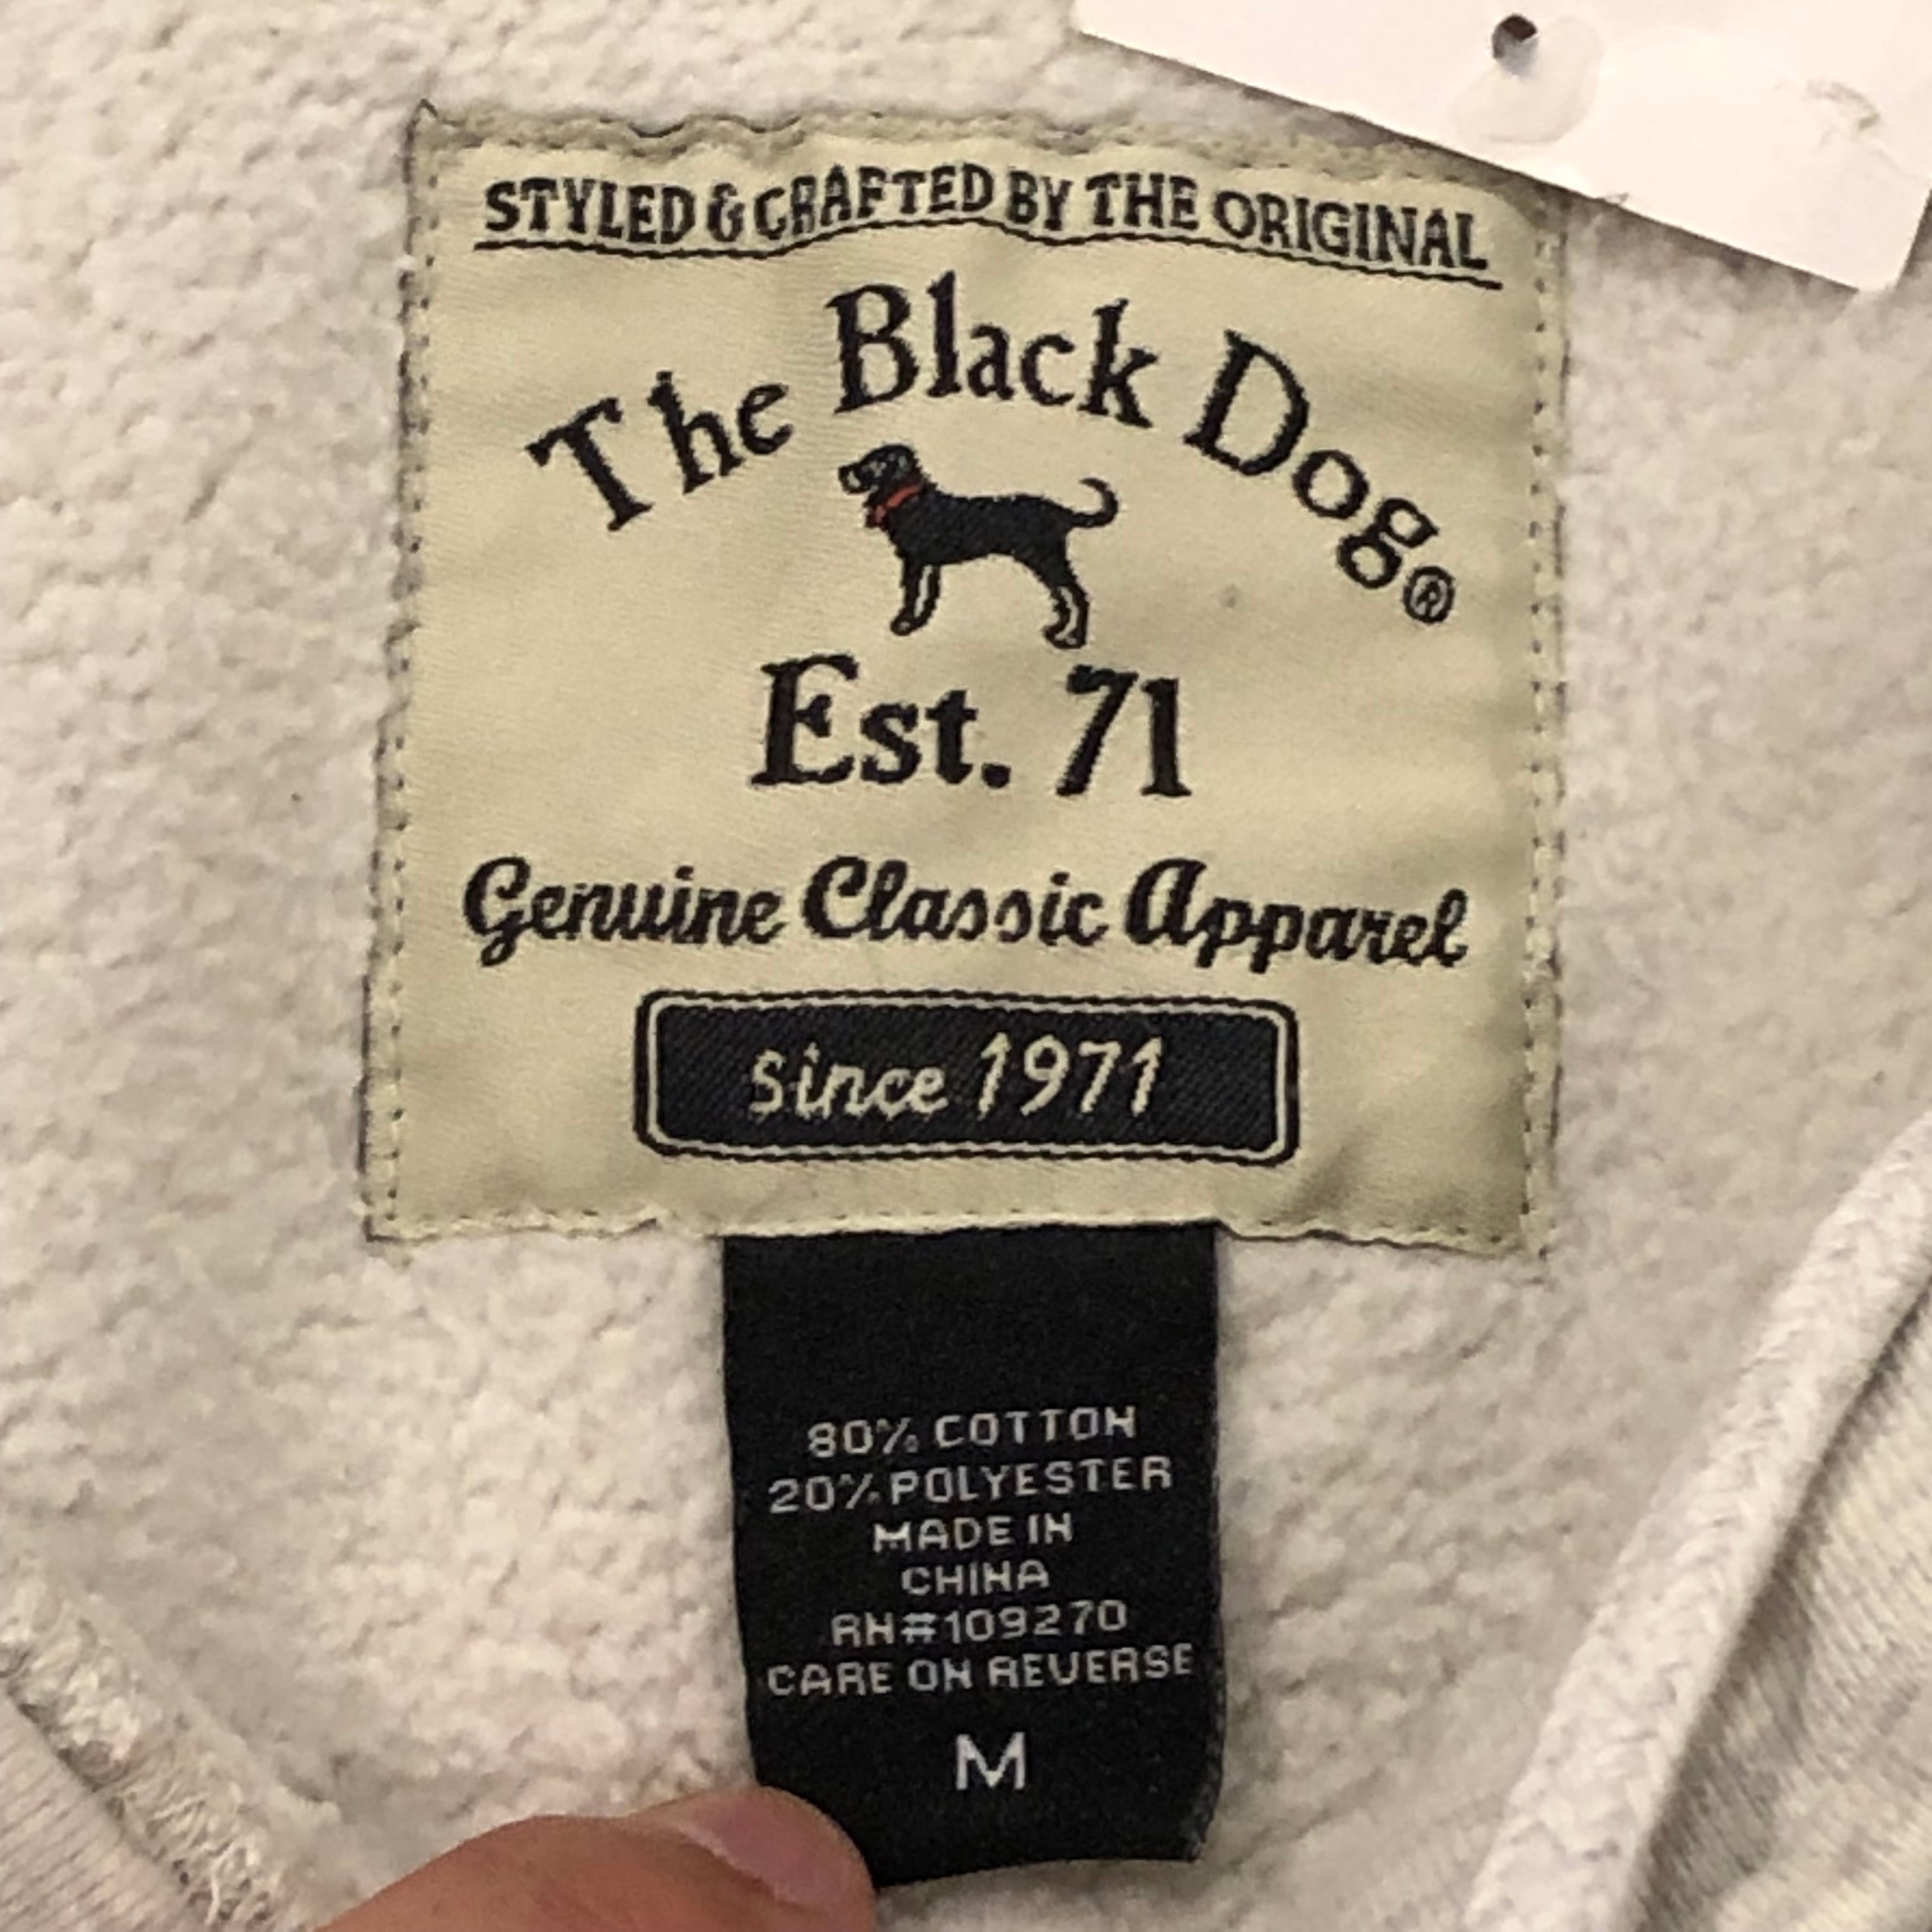 STYLED & CRAFTED BY THE ORIGINAL
The Black Dog®
Est. 71
Genuine Classic Apparel
Since 1971
80% COTTON
20% POLYESTER
MADE IN
CHINA
RN#109270
CARE ON REVERSE
M